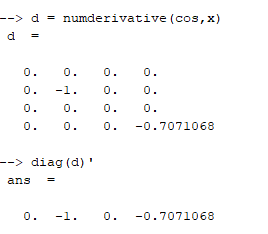 --> d = numderivative(cos,x)
d  =
0.   0.   0.   0.
0.  -1.   0.   0.
0.   0.   0.   0.
0.   0.   0.  -0.7071068
--> diag(d)'
ans  =
0.  -1.   0.  -0.7071068